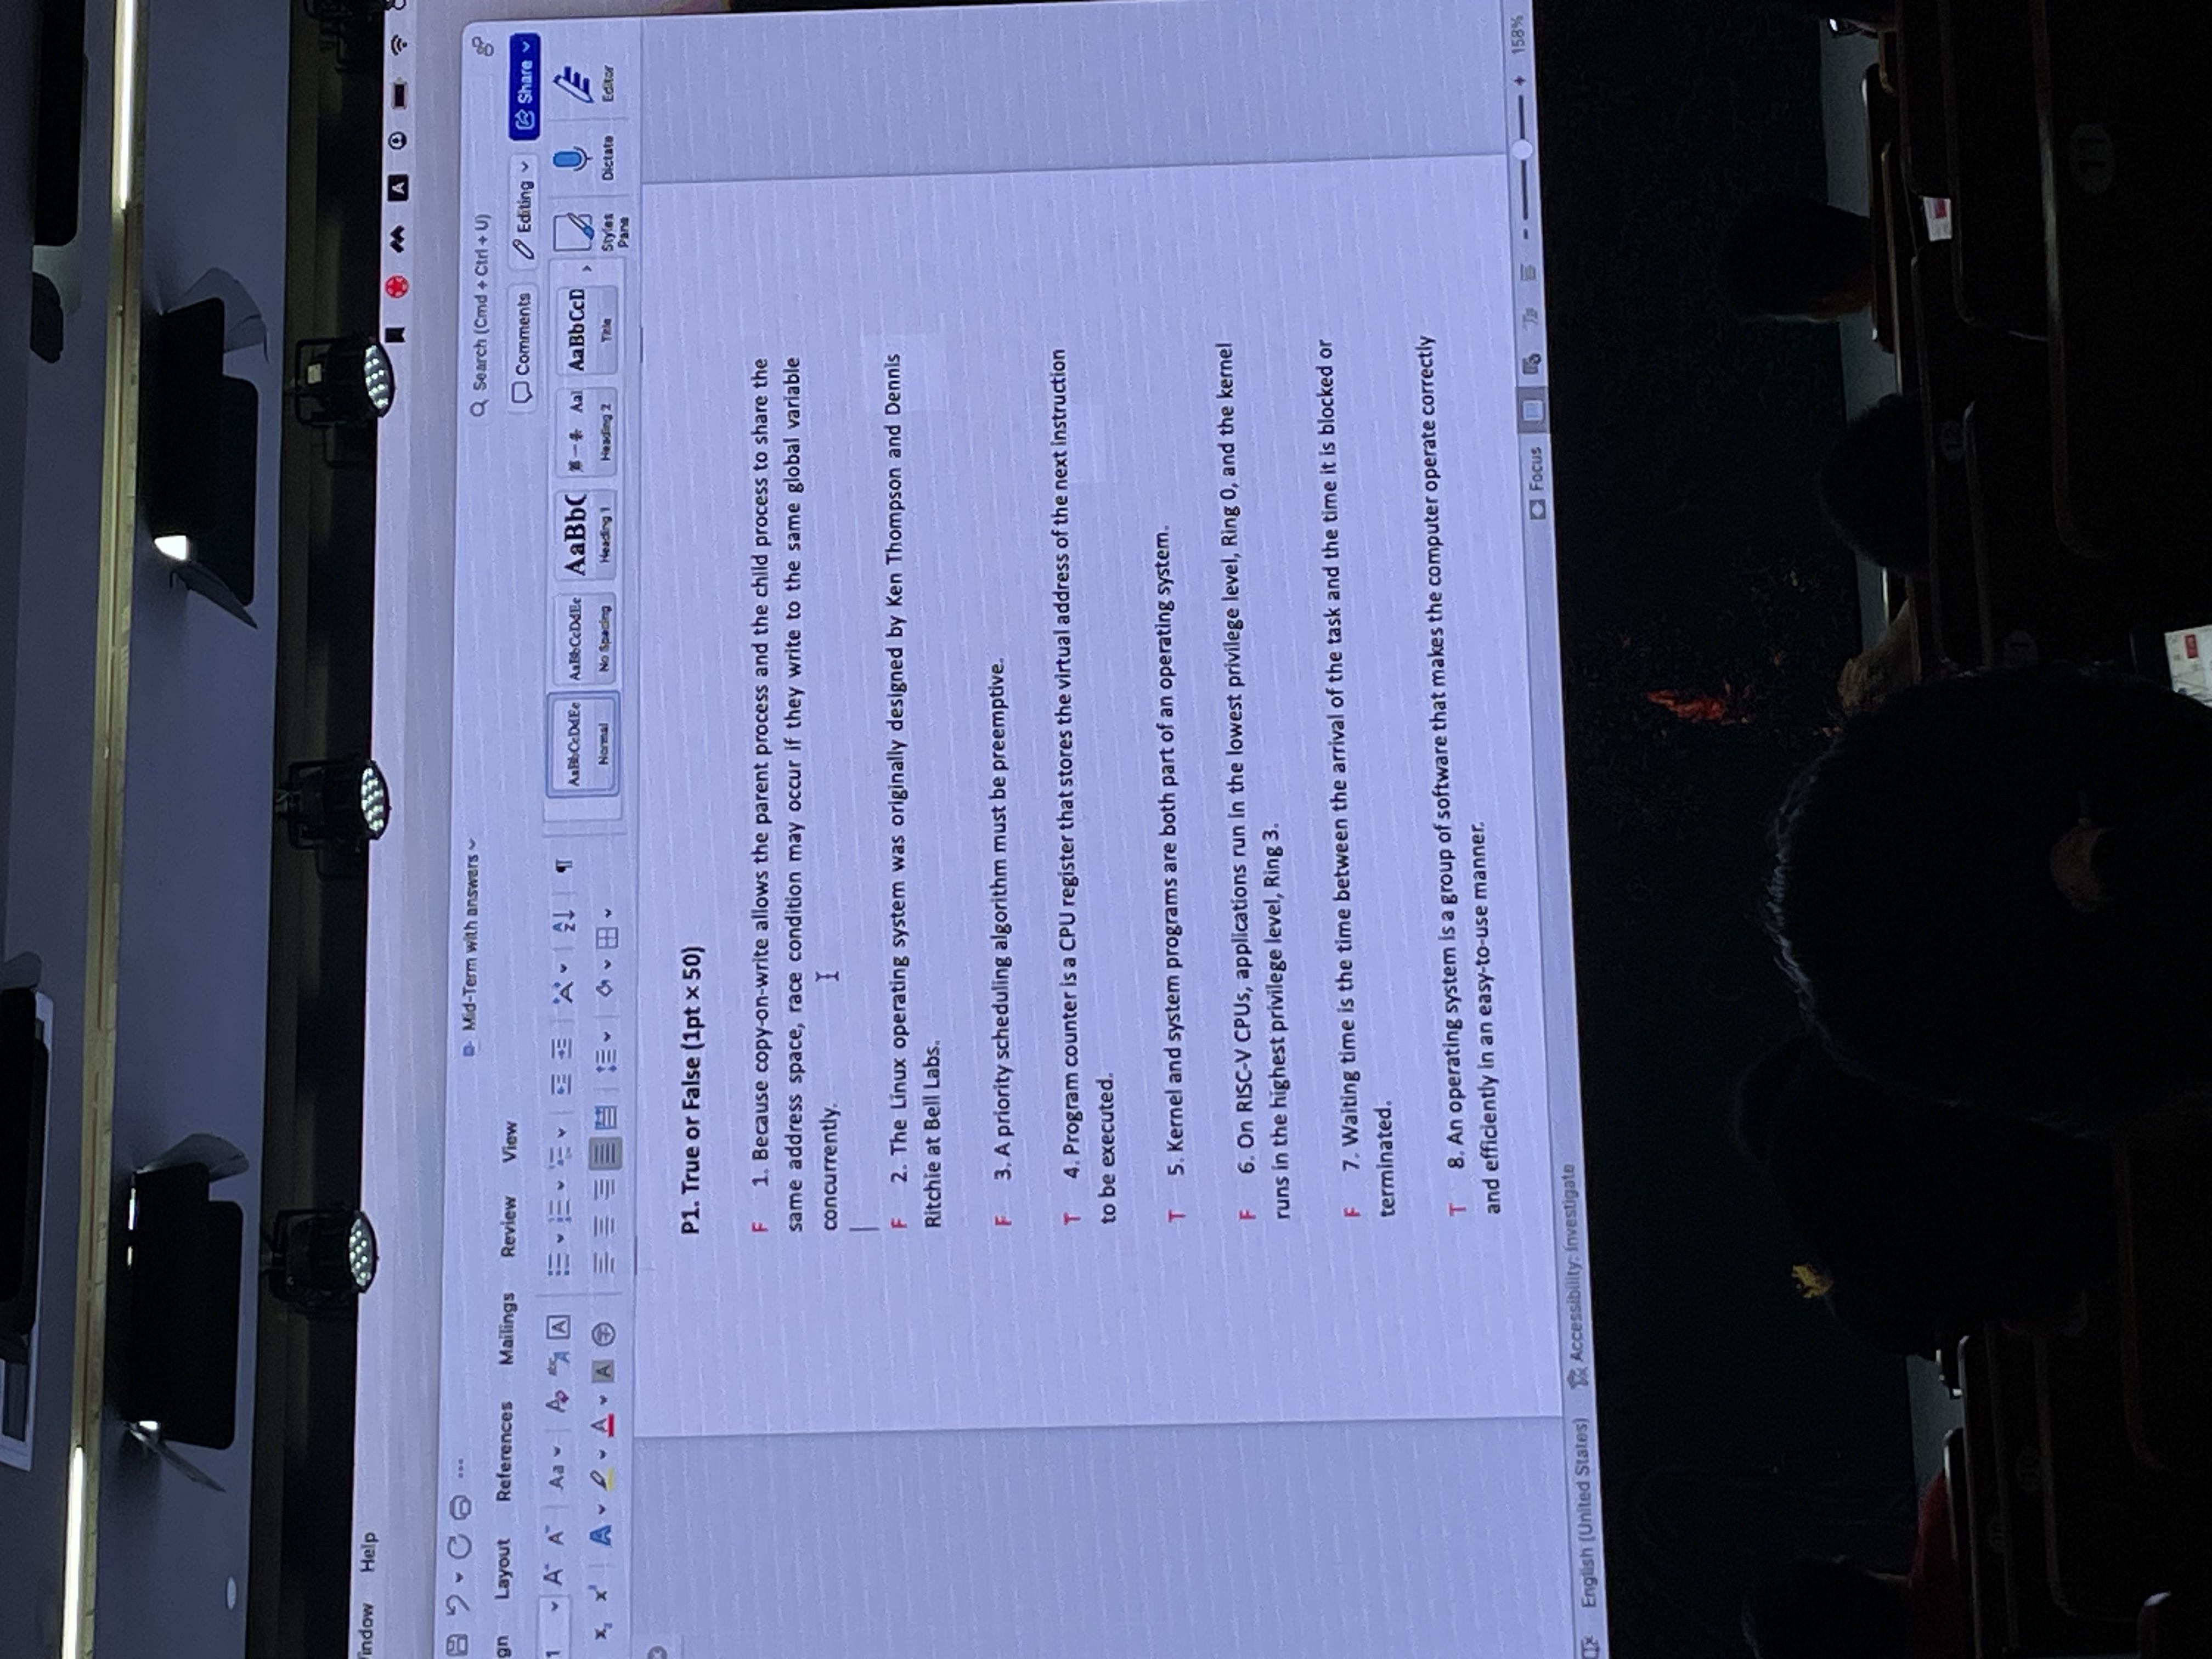 Window Help
Mid-Term with answers
Search (Cmd + Ctrl + U)
gn Layout References Mailings Review View
Comments Editing Share
AaBbCcDdEe AaBbCcDdEe AaBbC Aa AaBbCcD
Normal No Spacing Heading 1 Heading 2 Title
Styles Pane Dictate Editor
P1. True or False (1pt × 50)
F 1. Because copy-on-write allows the parent process and the child process to share the
same address space, race condition may occur if they write to the same global variable
concurrently.
F 2. The Linux operating system was originally designed by Ken Thompson and Dennis
Ritchie at Bell Labs.
F 3. A priority scheduling algorithm must be preemptive.
T 4. Program counter is a CPU register that stores the virtual address of the next instruction
to be executed.
T 5. Kernel and system programs are both part of an operating system.
F 6. On RISC-V CPUs, applications run in the lowest privilege level, Ring 0, and the kernel
runs in the highest privilege level, Ring 3.
F 7. Waiting time is the time between the arrival of the task and the time it is blocked or
terminated.
T 8. An operating system is a group of software that makes the computer operate correctly
and efficiently in an easy-to-use manner.
Focus 158%
English (United States) Accessibility: Investigate
11